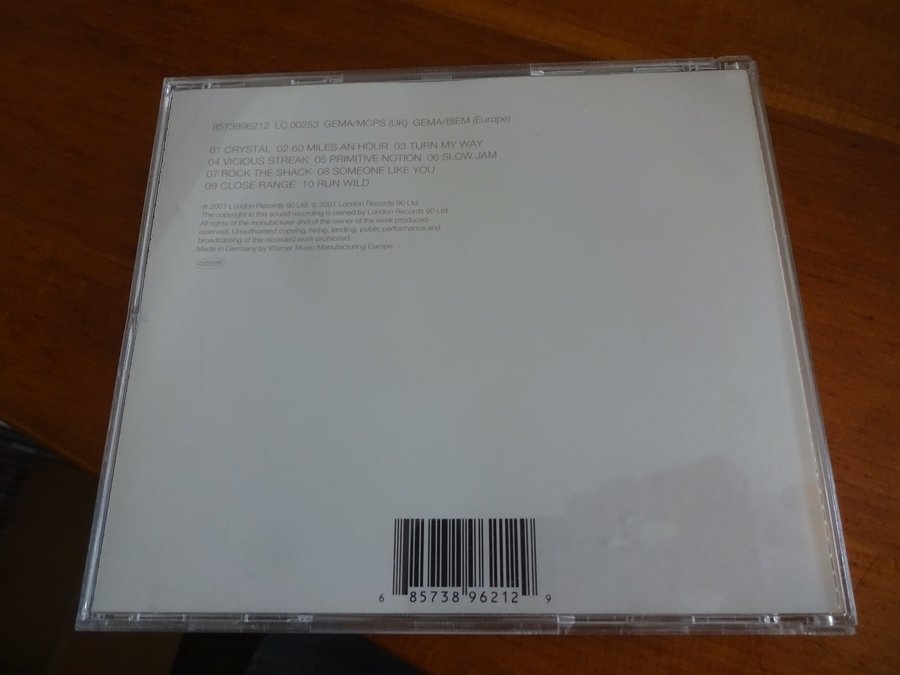 8573896212 LC 00253 GEMA/MCPS (UK) GEMA/BIEM (Europe)
01 CRYSTAL 02 60 MILES AN HOUR 03 TURN MY WAY
04 VICIOUS STREAK 05 PRIMITIVE NOTION 06 SLOW JAM
07 ROCK THE SHACK 08 SOMEONE LIKE YOU
09 CLOSE RANGE 10 RUN WILD
℗ 2001 London Records 90 Ltd. © 2001 London Records 90 Ltd.
The copyright in this sound recording is owned by London Records 90 Ltd.
All rights of the manufacturer and of the owner of the work produced
reserved. Unauthorised copying, hiring, lending, public performance and
broadcasting of the recorded work prohibited.
Made in Germany by Warner Music Manufacturing Europe.
6 85738 96212 9